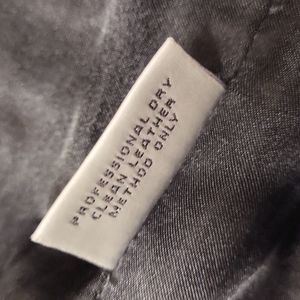 PROFESSIONAL DRY
CLEAN LEATHER
METHOD ONLY